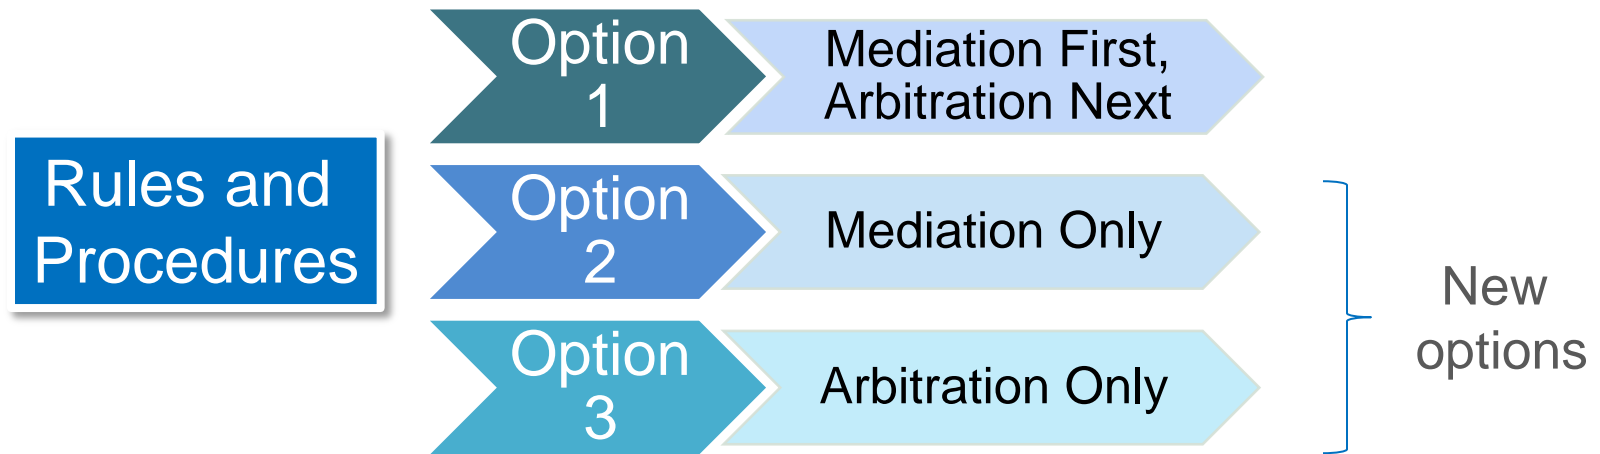 Rules and
Procedures
Option
1
Mediation First,
Arbitration Next
Option
2
Mediation Only
Option
3
Arbitration Only
New
options